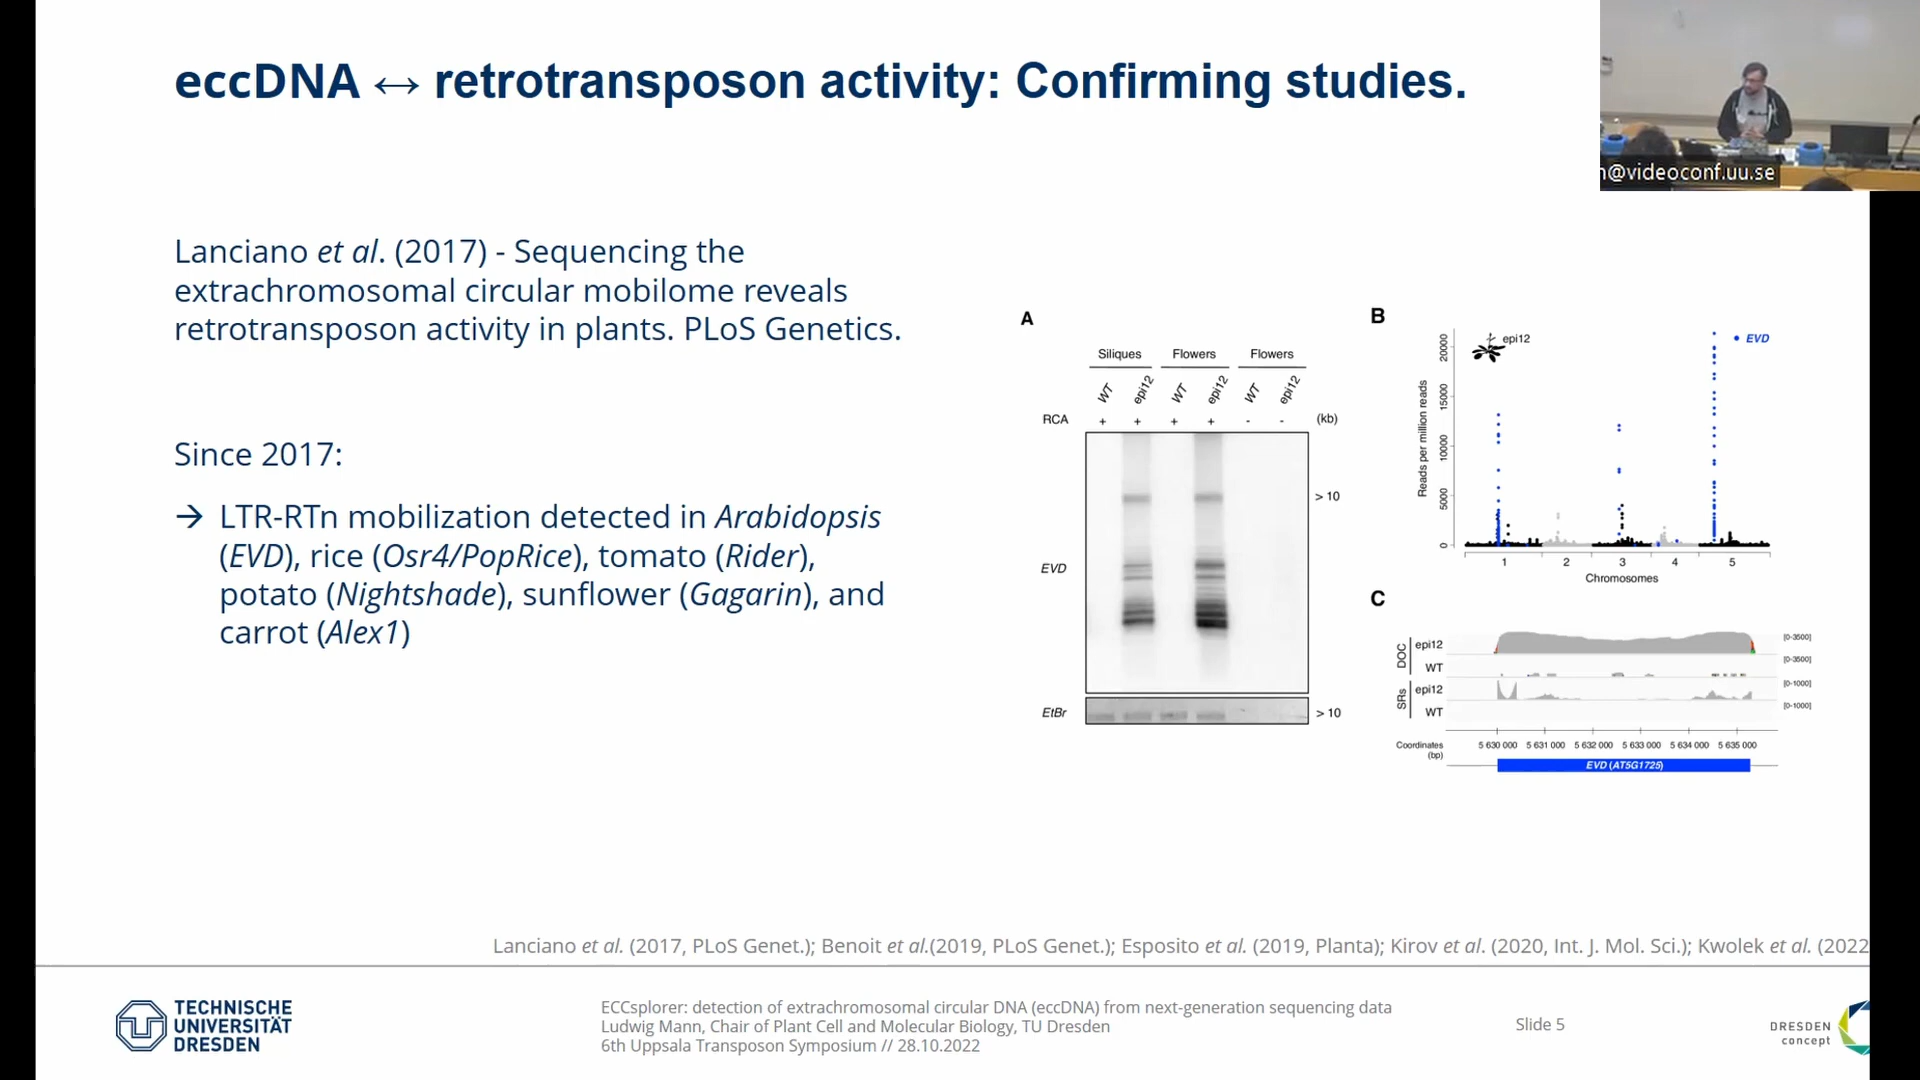 eccDNA ↔ retrotransposon activity: Confirming studies.
n@videoconf.uu.se
Lanciano et al. (2017) - Sequencing the
extrachromosomal circular mobilome reveals
retrotransposon activity in plants. PLoS Genetics.
Since 2017:
→ LTR-RTn mobilization detected in Arabidopsis
(EVD), rice (Osr4/PopRice), tomato (Rider),
potato (Nightshade), sunflower (Gagarin), and
carrot (Alex1)
A
Siliques Flowers Flowers
WT epi12 WT epi12 WT epi12
RCA + + + + - - (kb)
> 10
EVD
EtBr > 10
B
epi12
EVD
Reads per million reads
20000
15000
10000
5000
0
1 2 3 4 5
Chromosomes
C
DOC
epi12 [0-3500]
WT [0-3500]
SRs
epi12 [0-1000]
WT [0-1000]
Coordinates
(bp)
5 630 000 5 631 000 5 632 000 5 633 000 5 634 000 5 635 000
EVD (AT5G1725)
Lanciano et al. (2017, PLoS Genet.); Benoit et al.(2019, PLoS Genet.); Esposito et al. (2019, Planta); Kirov et al. (2020, Int. J. Mol. Sci.); Kwolek et al. (2022
TECHNISCHE
UNIVERSITÄT
DRESDEN
ECCsplorer: detection of extrachromosomal circular DNA (eccDNA) from next-generation sequencing data
Ludwig Mann, Chair of Plant Cell and Molecular Biology, TU Dresden
6th Uppsala Transposon Symposium // 28.10.2022
Slide 5
DRESDEN
concept